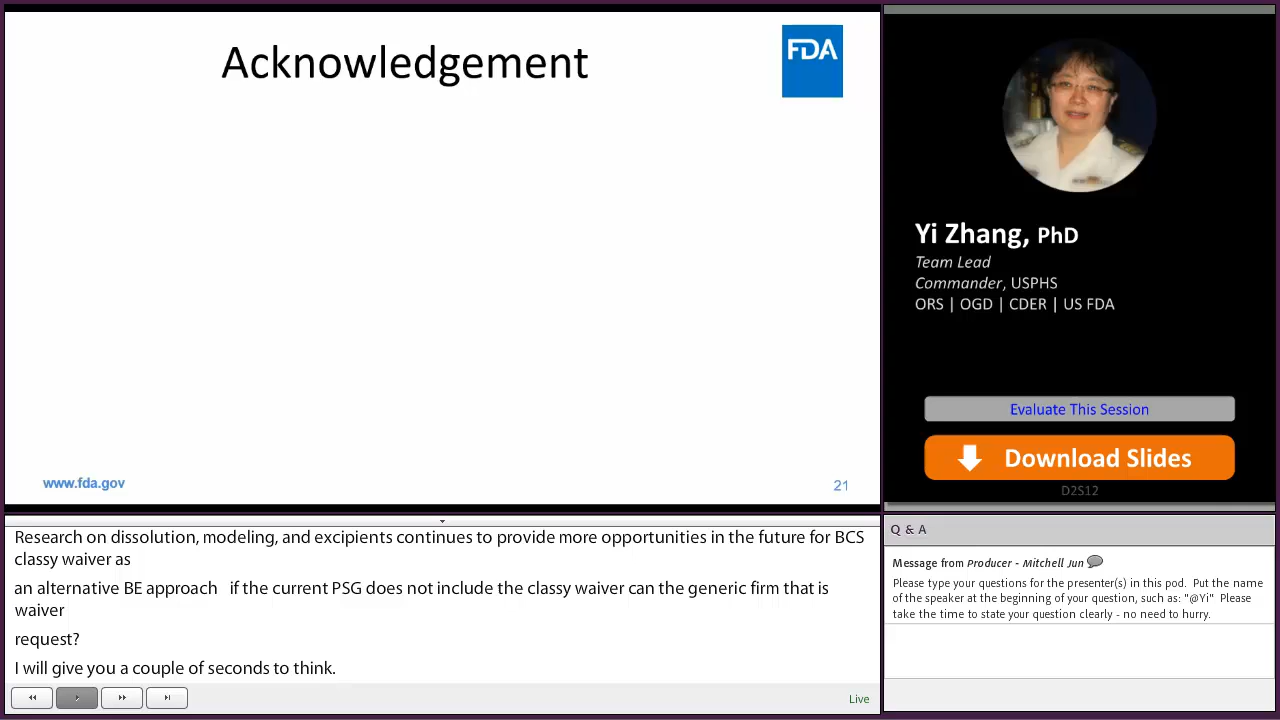 Acknowledgement
FDA
www.fda.gov
21
Yi Zhang, PhD
Team Lead
Commander, USPHS
ORS | OGD | CDER | US FDA
Evaluate This Session
Download Slides
D2S12
Research on dissolution, modeling, and excipients continues to provide more opportunities in the future for BCS
classy waiver as
an alternative BE approach if the current PSG does not include the classy waiver can the generic firm that is
waiver
request?
I will give you a couple of seconds to think.
Live
Q & A
Message from Producer - Mitchell Jun
Please type your questions for the presenter(s) in this pod. Put the name
of the speaker at the beginning of your question, such as: "@Yi" Please
take the time to state your question clearly - no need to hurry.